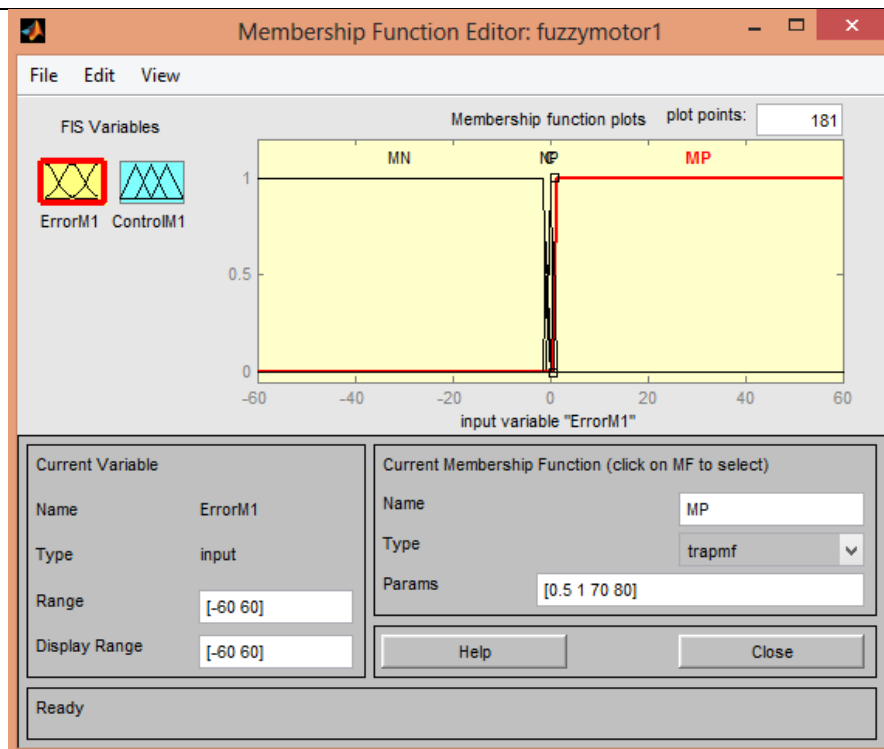 Membership Function Editor: fuzzymotor1
File Edit View
FIS Variables
Membership function plots plot points: 181
MN MP
ErrorM1 ControlM1
1
0.5
0
-60 -40 -20 0 20 40 60
input variable "ErrorM1"
Current Variable
Name ErrorM1
Type input
Range [-60 60]
Display Range [-60 60]
Current Membership Function (click on MF to select)
Name MP
Type trapmf
Params [0.5 1 70 80]
Help Close
Ready